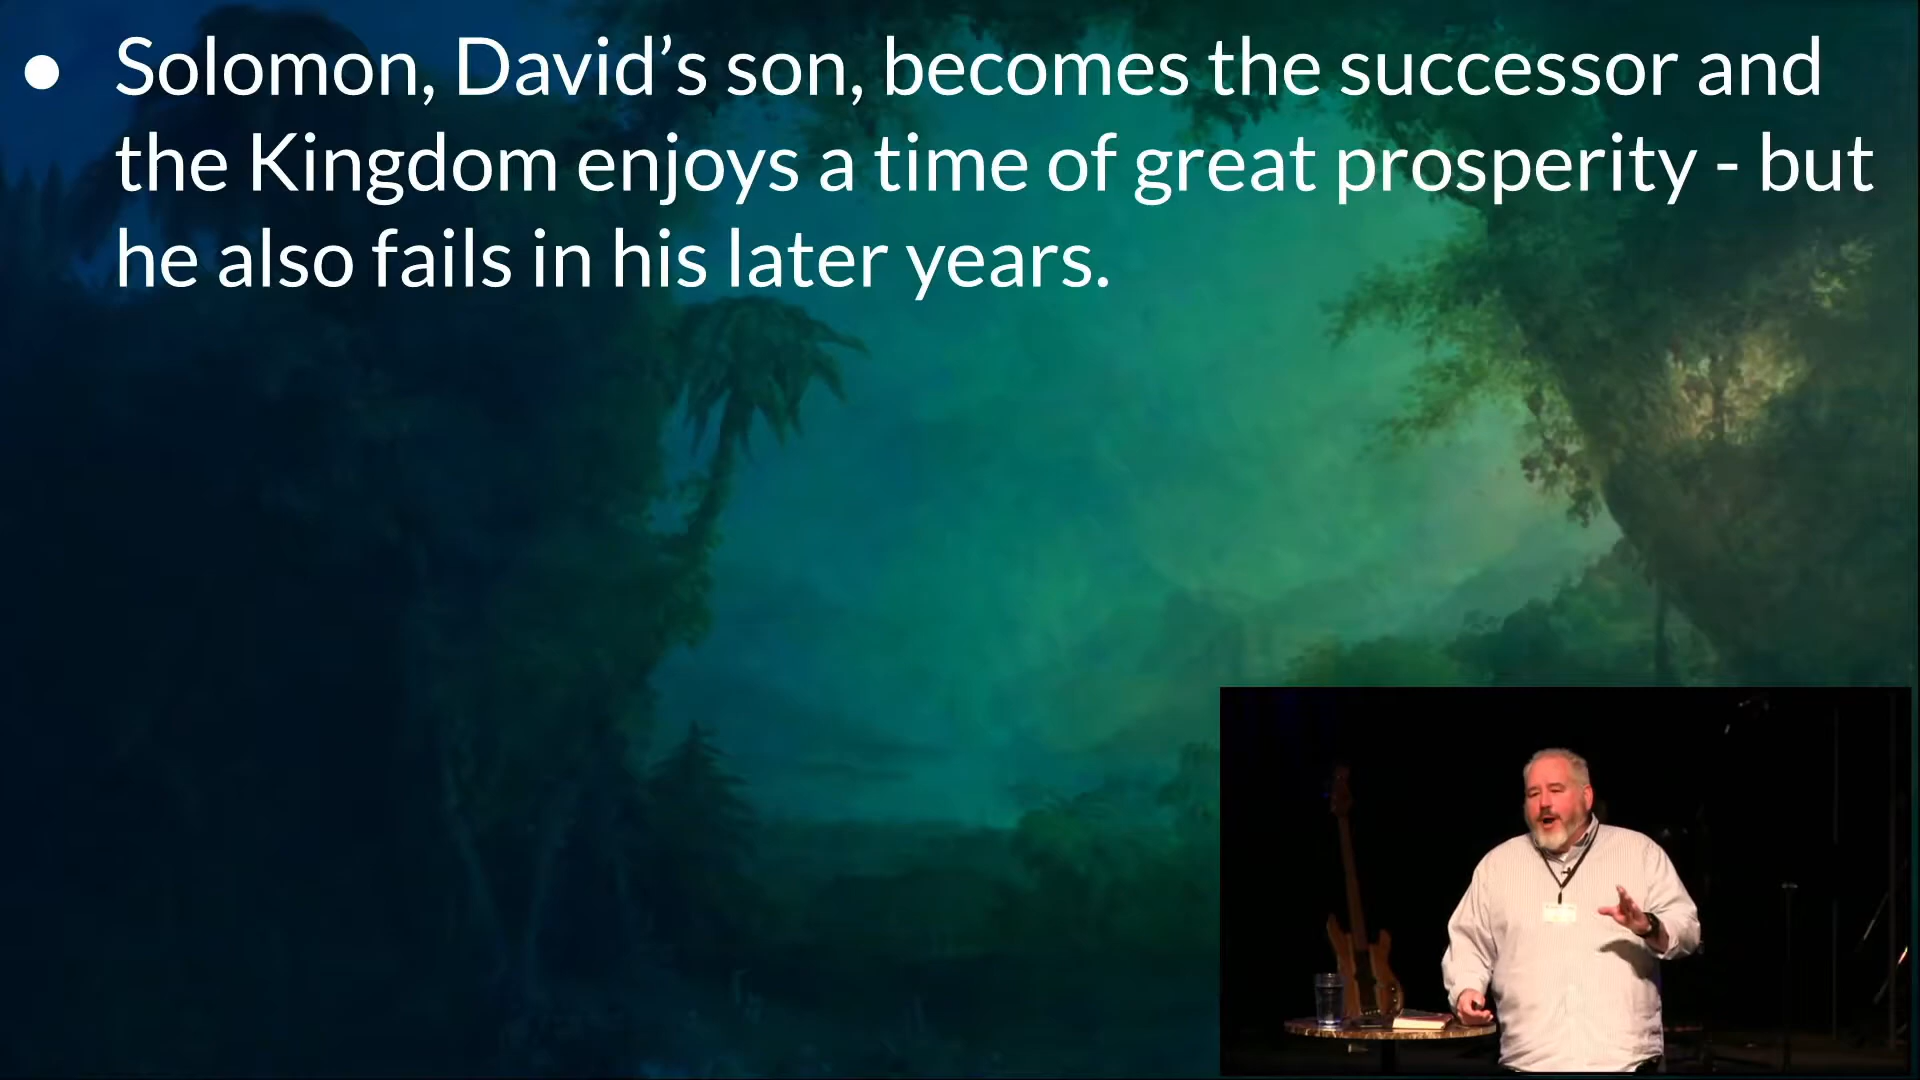 ● Solomon, David’s son, becomes the successor and
the Kingdom enjoys a time of great prosperity - but
he also fails in his later years.